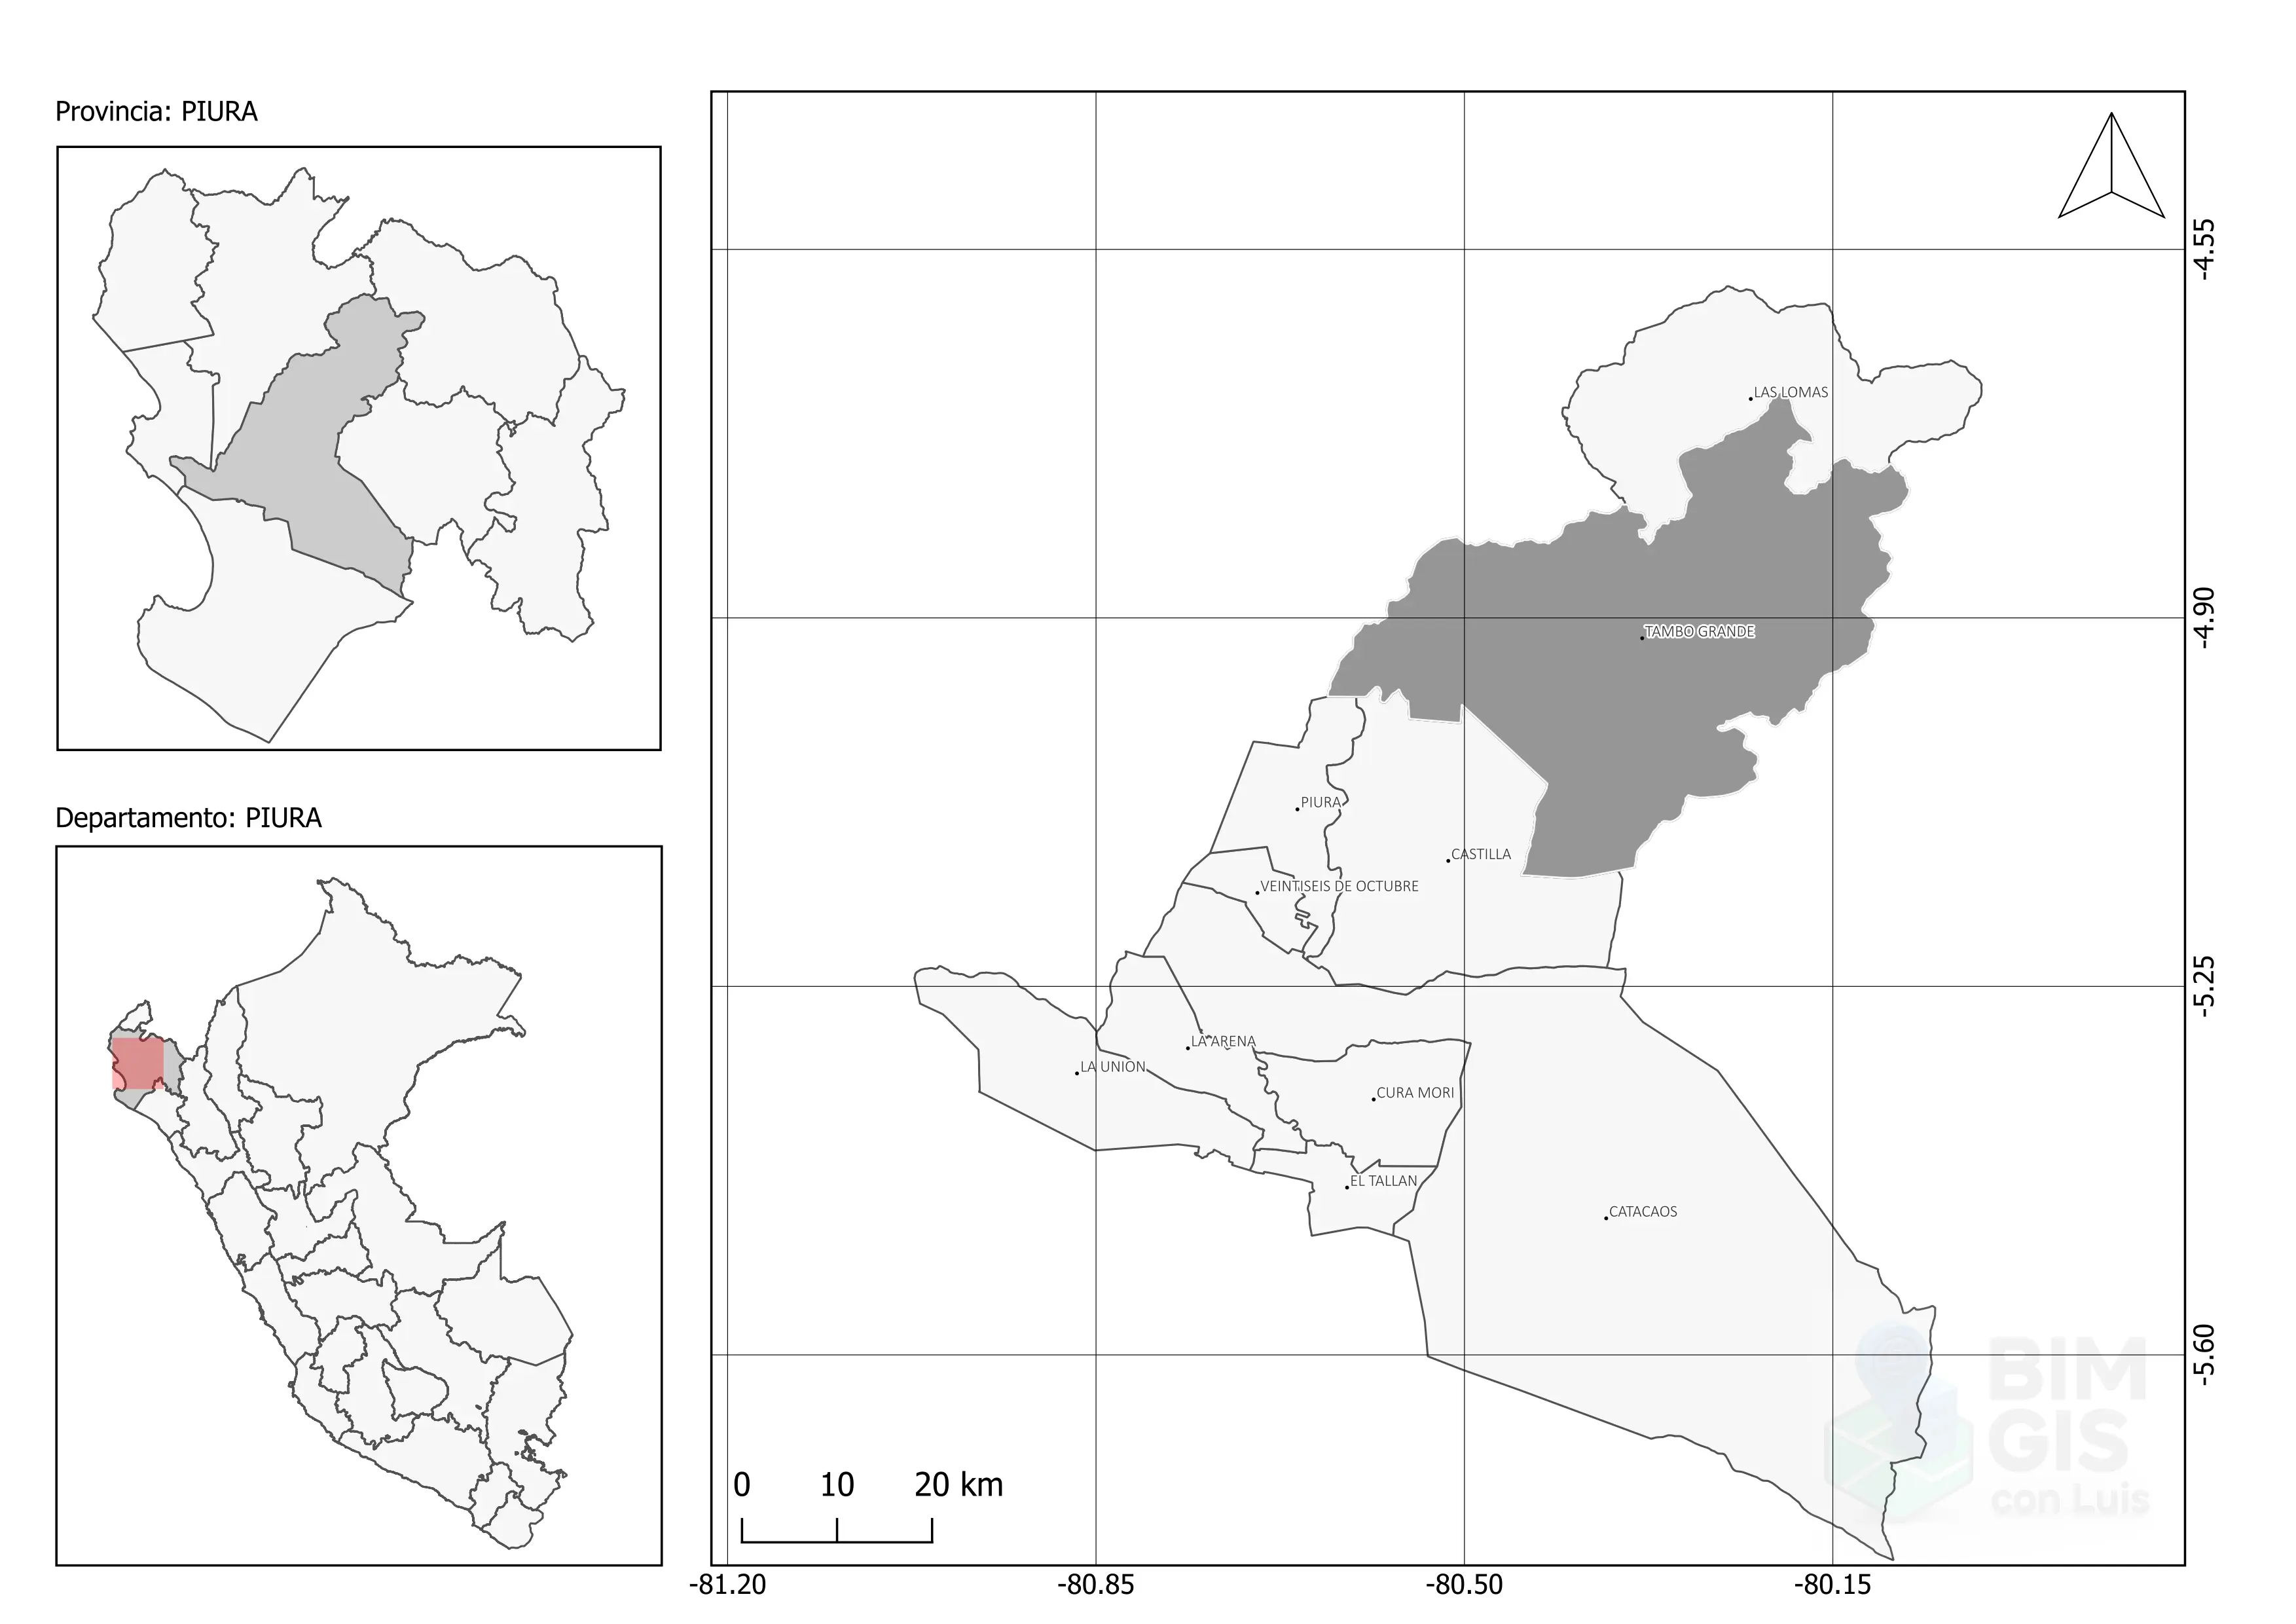 Provincia: PIURA
Departamento: PIURA
LAS LOMAS
TAMBO GRANDE
PIURA
CASTILLA
VEINTISEIS DE OCTUBRE
LA ARENA
LA UNION
CURA MORI
EL TALLAN
CATACAOS
-4.55
-4.90
-5.25
-5.60
0 10 20 km
-81.20 -80.85 -80.50 -80.15
BIM
GIS
con Luis